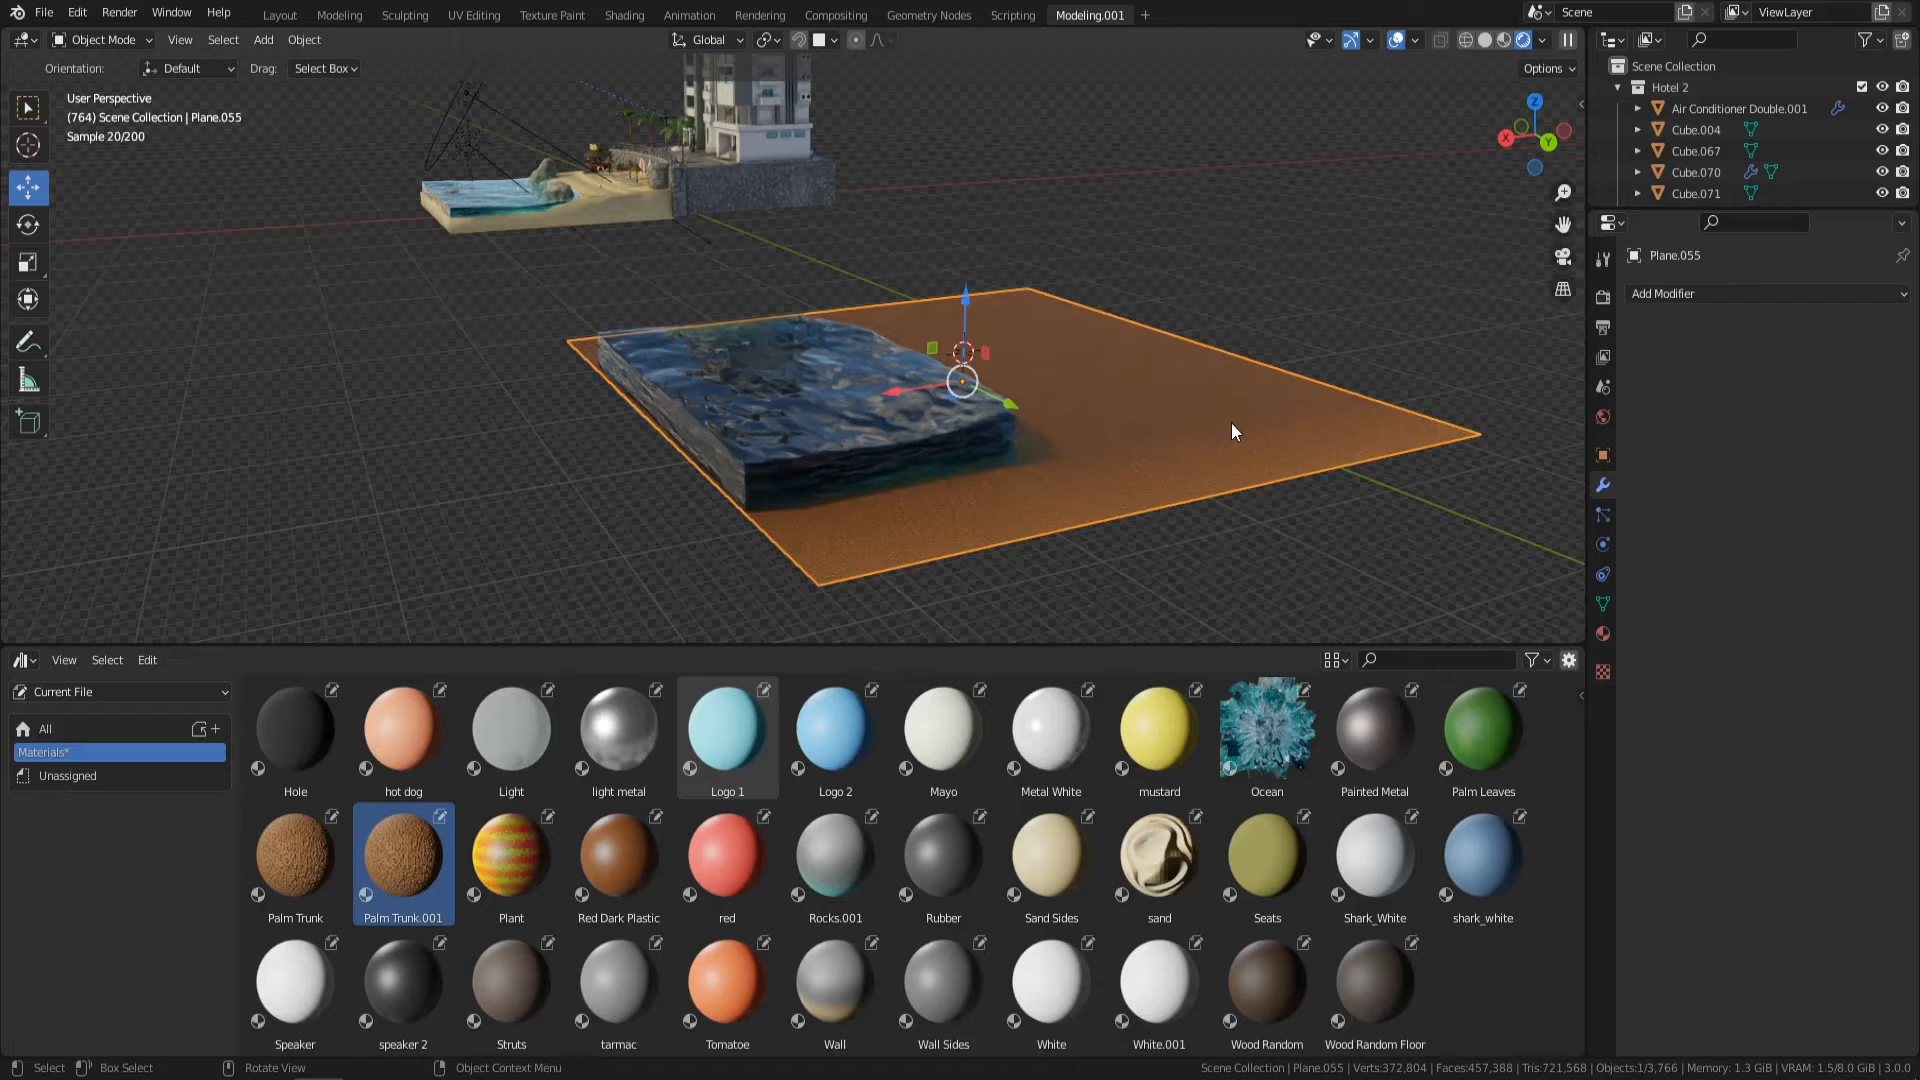 File Edit Render Window Help Layout Modeling Sculpting UV Editing Texture Paint Shading Animation Rendering Compositing Geometry Nodes Scripting Modeling.001 + Scene ViewLayer
Object Mode View Select Add Object Global
Orientation: Default Drag: Select Box Options
User Perspective
(764) Scene Collection | Plane.055
Sample 20/200
Z
X
Y
Scene Collection
Hotel 2
Air Conditioner Double.001
Cube.004
Cube.067
Cube.070
Cube.071
Plane.055
Add Modifier
View Select Edit
Current File
All
Materials*
Unassigned
Hole hot dog Light light metal Logo 1 Logo 2 Mayo Metal White mustard Ocean Painted Metal Palm Leaves
Palm Trunk Palm Trunk.001 Plant Red Dark Plastic red Rocks.001 Rubber Sand Sides sand Seats Shark_White shark_white
Speaker speaker 2 Struts tarmac Tomatoe Wall Wall Sides White White.001 Wood Random Wood Random Floor
Select Box Select Rotate View Object Context Menu
Scene Collection | Plane.055 | Verts:372,804 | Faces:457,388 | Tris:721,568 | Objects:1/3,766 | Memory: 1.3 GiB | VRAM: 1.5/8.0 GiB | 3.0.0